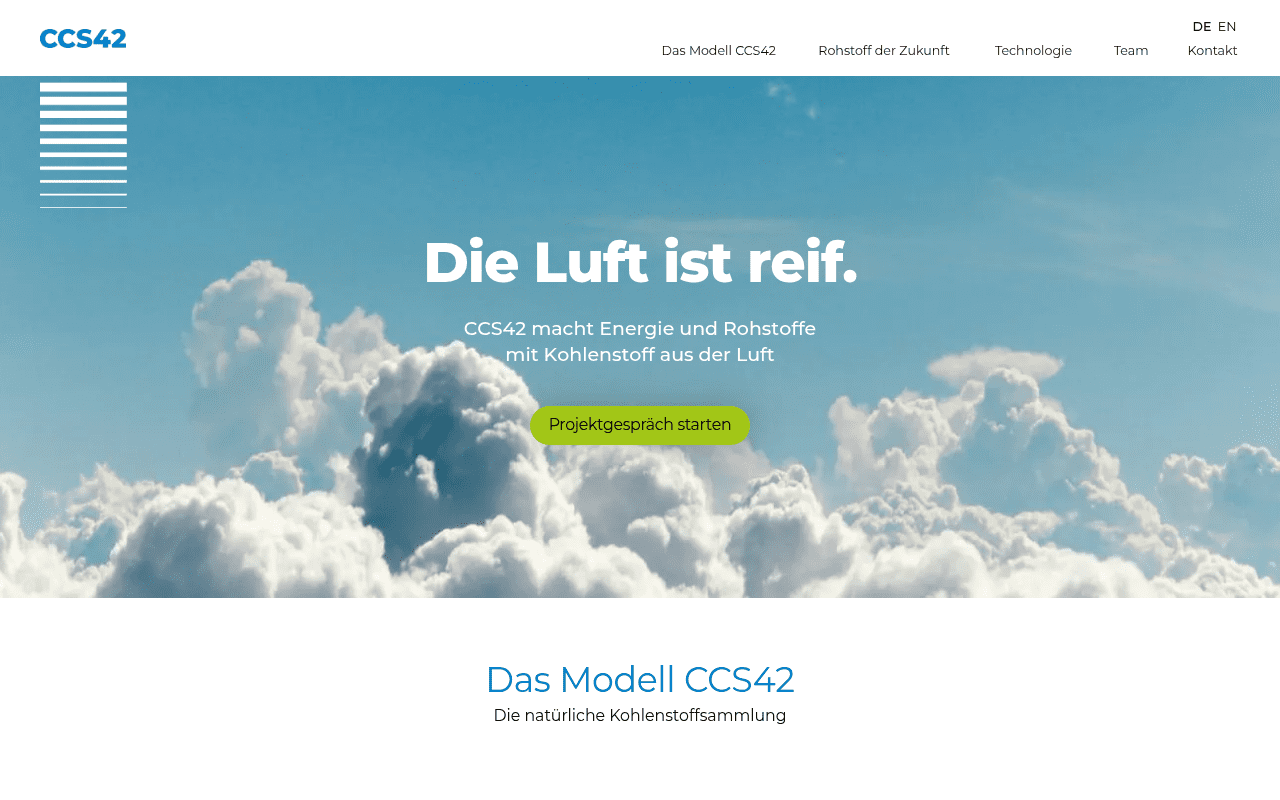 CCS42
DE EN
Das Modell CCS42 Rohstoff der Zukunft Technologie Team Kontakt
Die Luft ist reif.
CCS42 macht Energie und Rohstoffe
mit Kohlenstoff aus der Luft
Projektgespräch starten
Das Modell CCS42
Die natürliche Kohlenstoffsammlung